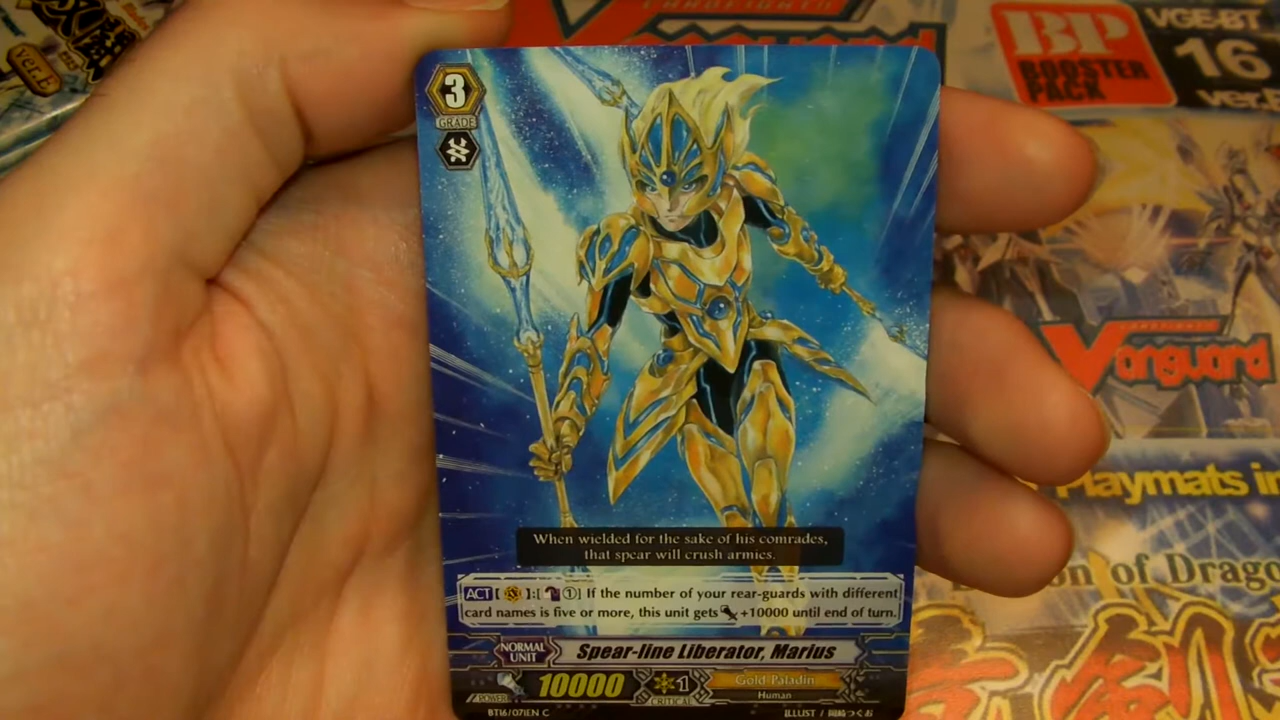 3
GRADE
When wielded for the sake of his comrades,
that spear will crush armies.
ACT [ ]:[ ①] If the number of your rear-guards with different
card names is five or more, this unit gets +10000 until end of turn.
NORMAL
UNIT
Spear-line Liberator, Marius
POWER
10000
1
CRITICAL
Gold Paladin
Human
BT16/071EN C
ILLUST /
Ver.b
Vanguard
BP
BOOSTER
PACK
VGE-BT
16
Vanguard
Playmats in
of Drago